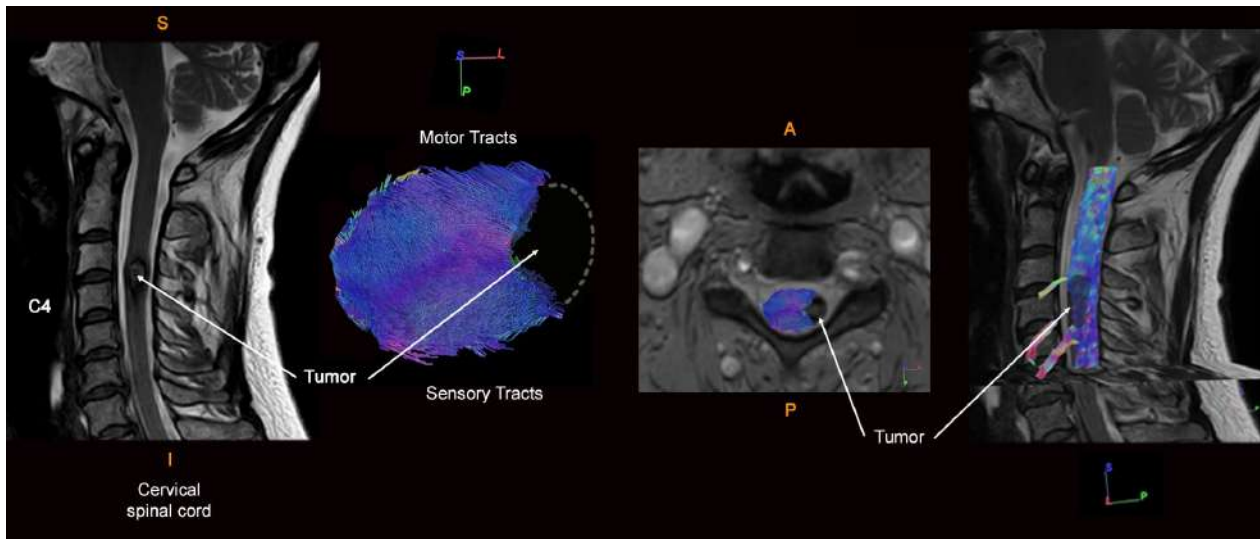 S
C4
Tumor
I
Cervical
spinal cord
S L
P
Motor Tracts
Sensory Tracts
A
P
Tumor
S
L P